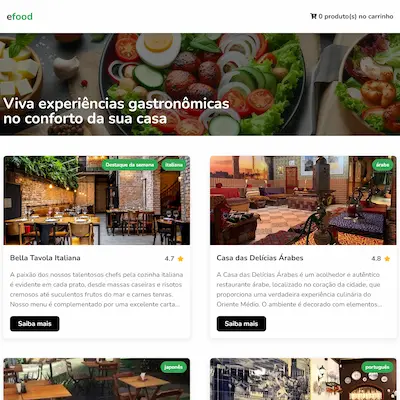 efood
0 produto(s) no carrinho
Viva experiências gastronômicas
no conforto da sua casa
Destaque da semana
italiana
árabe
Bella Tavola Italiana
4.7
Casa das Delícias Árabes
4.8
A paixão dos nossos talentosos chefs pela cozinha italiana
é evidente em cada prato, desde massas caseiras e risotos
cremosos até suculentos frutos do mar e carnes tenras.
Nosso menu é complementado por uma excelente carta...
A Casa das Delícias Árabes é um acolhedor e autêntico
restaurante árabe, localizado no coração da cidade, que
proporciona uma verdadeira experiência culinária do
Oriente Médio. O ambiente é decorado com elementos...
Saiba mais
Saiba mais
japonês
português